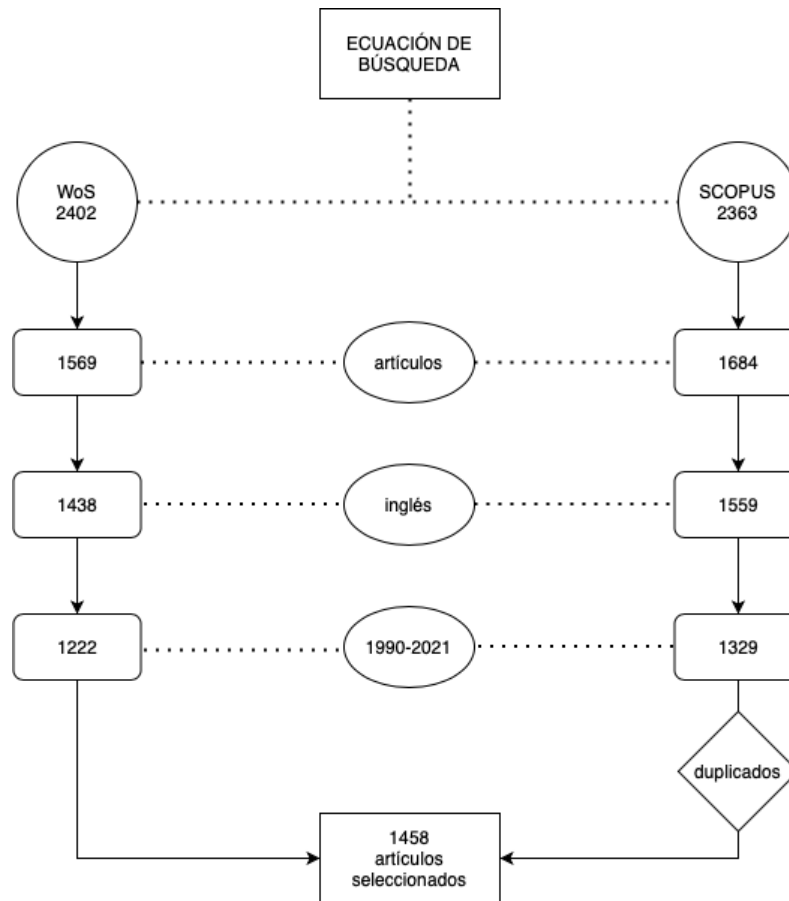 ECUACIÓN DE
BÚSQUEDA
WoS
2402
SCOPUS
2363
1569
artículos
1684
1438
inglés
1559
1222
1990-2021
1329
duplicados
1458
artículos
seleccionados